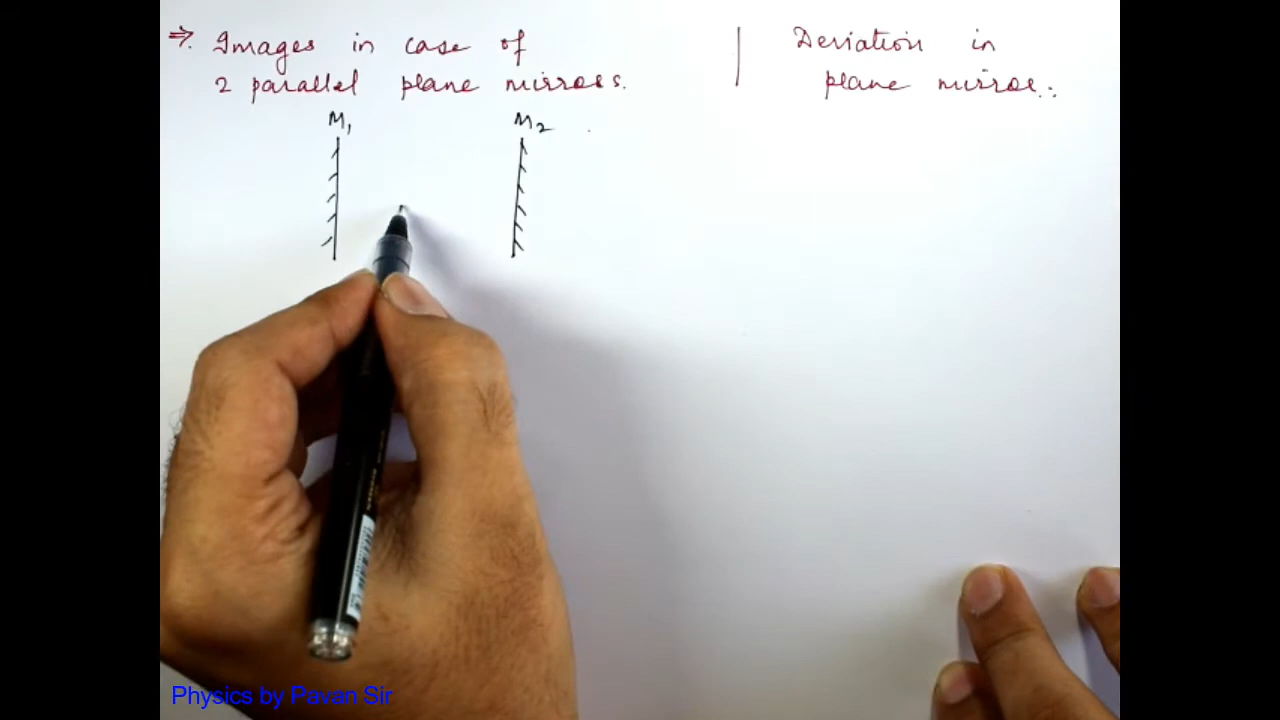 ⇒. Images in case of
2 parallel plane mirrors.
Deviation in
plane mirror.:
M₁
M₂
Physics by Pavan Sir